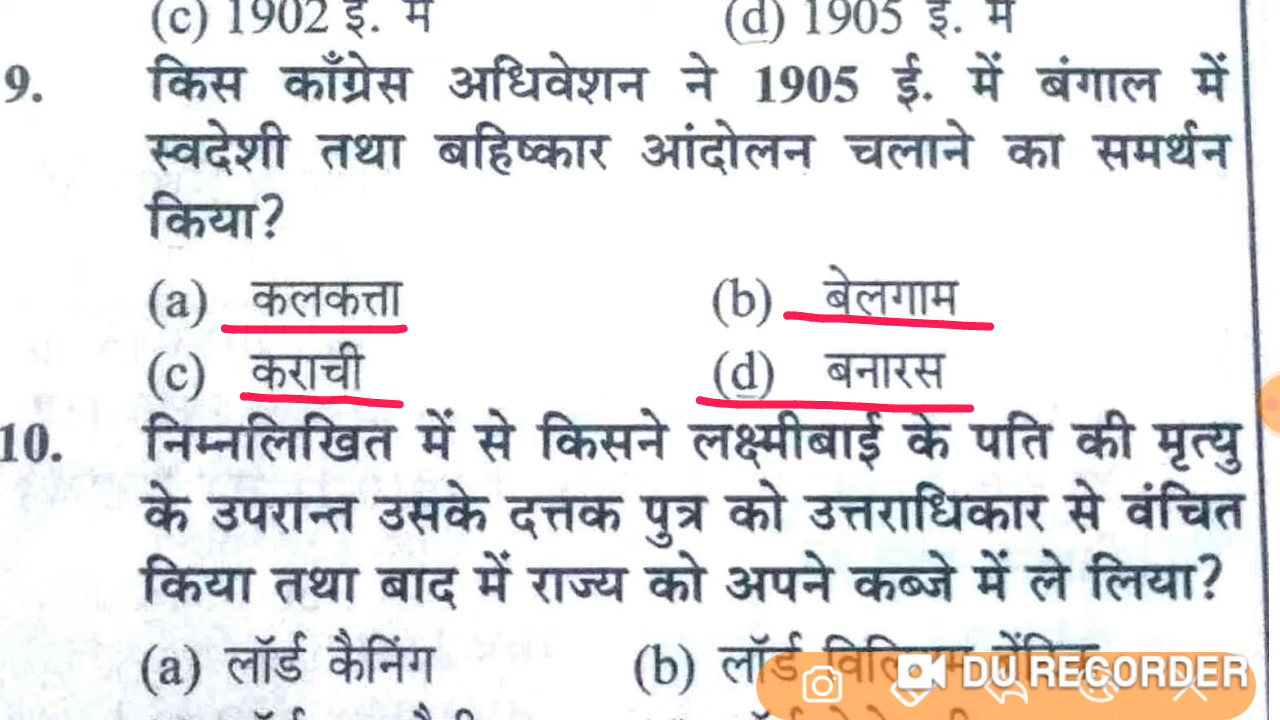 (c) 1902 ई. में (d) 1905 ई. में
9. किस काँग्रेस अधिवेशन ने 1905 ई. में बंगाल में
स्वदेशी तथा बहिष्कार आंदोलन चलाने का समर्थन
किया?
(a) कलकत्ता (b) बेलगाम
(c) कराची (d) बनारस
10. निम्नलिखित में से किसने लक्ष्मीबाई के पति की मृत्यु
के उपरान्त उसके दत्तक पुत्र को उत्तराधिकार से वंचित
किया तथा बाद में राज्य को अपने कब्जे में ले लिया?
(a) लॉर्ड कैनिंग (b) लॉर्ड
DU RECORDER